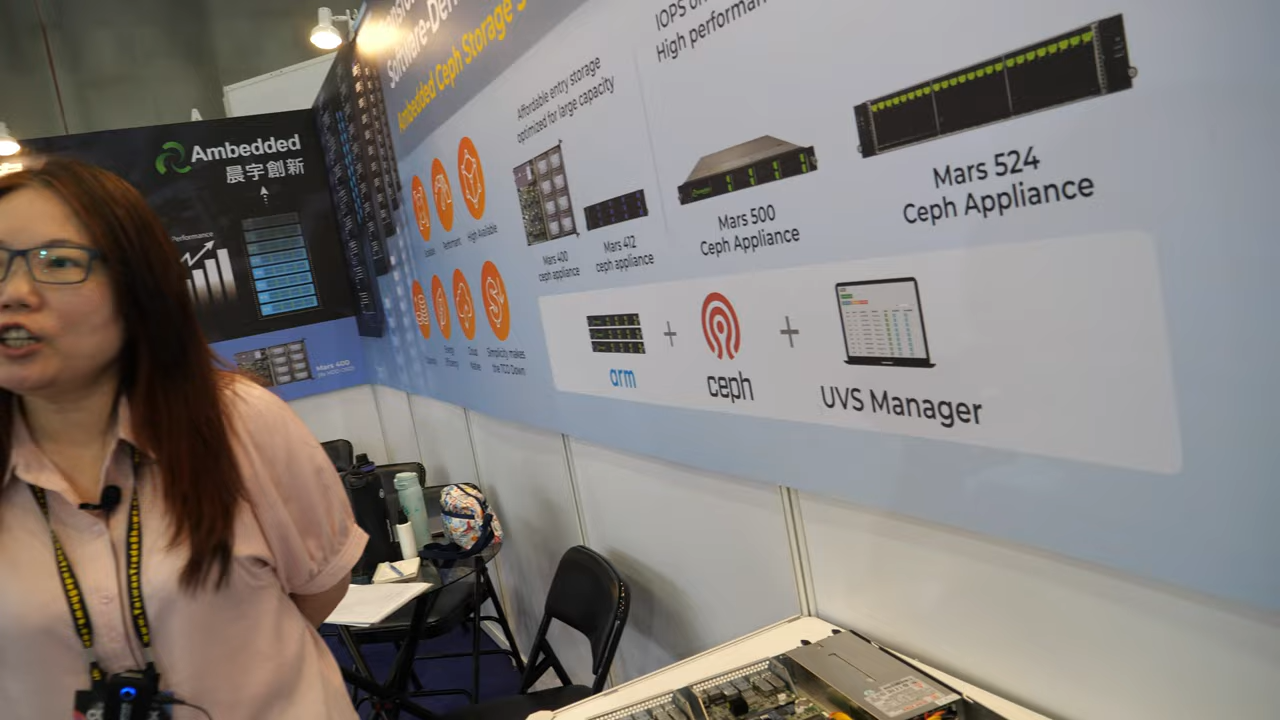 Ambedded
晨宇創新
Performance
Mars 400
Software-Def
Ambedded Ceph Storage S
Affordable entry storage
optimized for large capacity
IOPS
High performan
High Available
Simplicity makes
the TCO Down
Mars 400
ceph appliance
Mars 412
ceph appliance
Mars 500
Ceph Appliance
Mars 524
Ceph Appliance
arm
+
ceph
+
UVS Manager